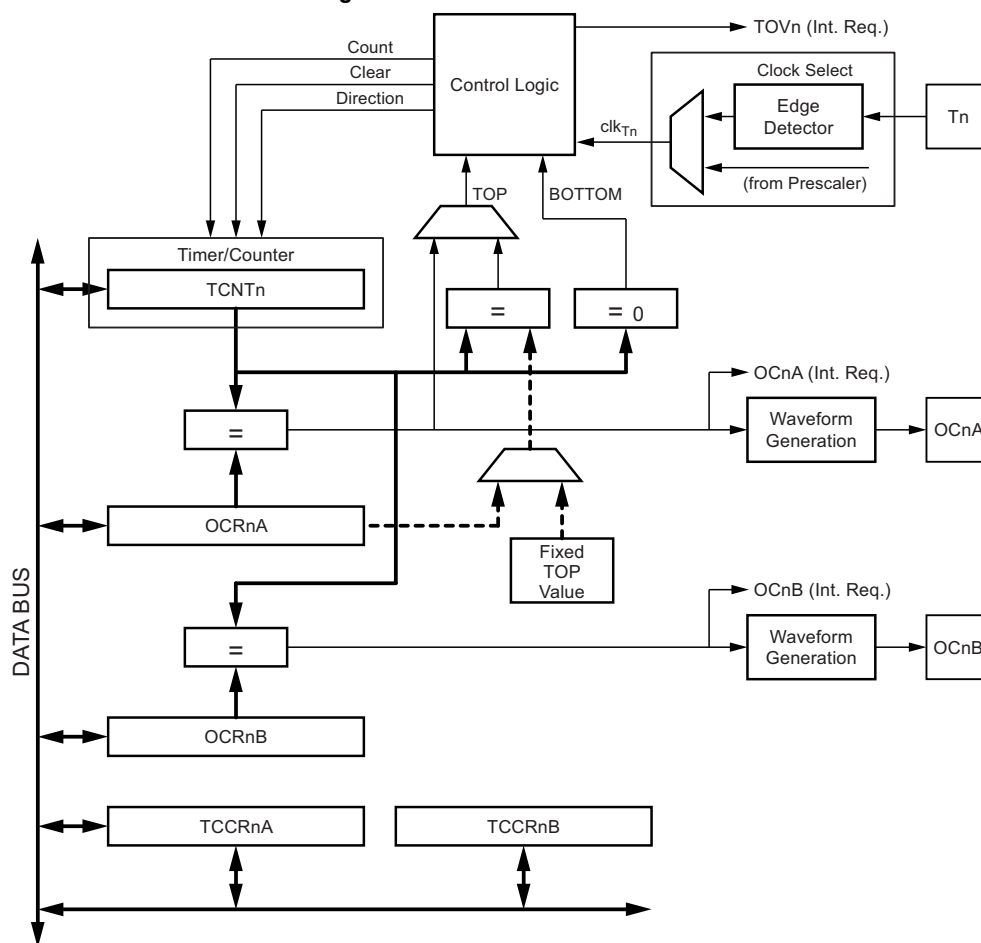 TOVn (Int. Req.)
Count
Clear
Direction
Control Logic
Clock Select
Edge
Detector
Tn
clkTn
(from Prescaler)
TOP
BOTTOM
Timer/Counter
TCNTn
=
= 0
OCnA (Int. Req.)
=
Waveform
Generation
OCnA
OCRnA
Fixed
TOP
Value
DATA BUS
OCnB (Int. Req.)
=
Waveform
Generation
OCnB
OCRnB
TCCRnA
TCCRnB